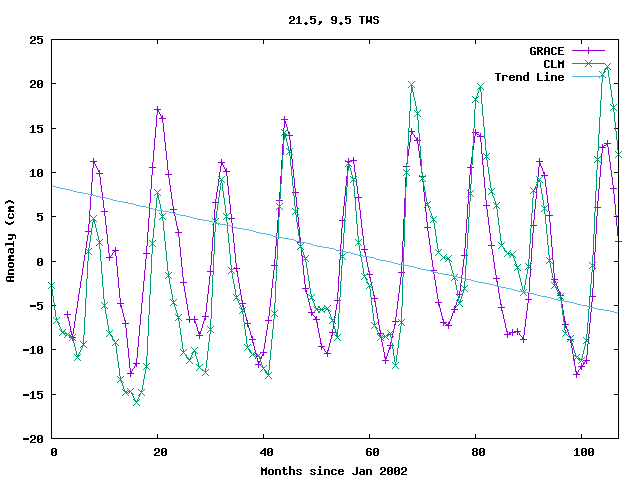 21.5, 9.5 TWS
GRACE
CLM
Trend Line
25
20
15
10
5
0
-5
-10
-15
-20
Anomaly (cm)
0 20 40 60 80 100
Months since Jan 2002